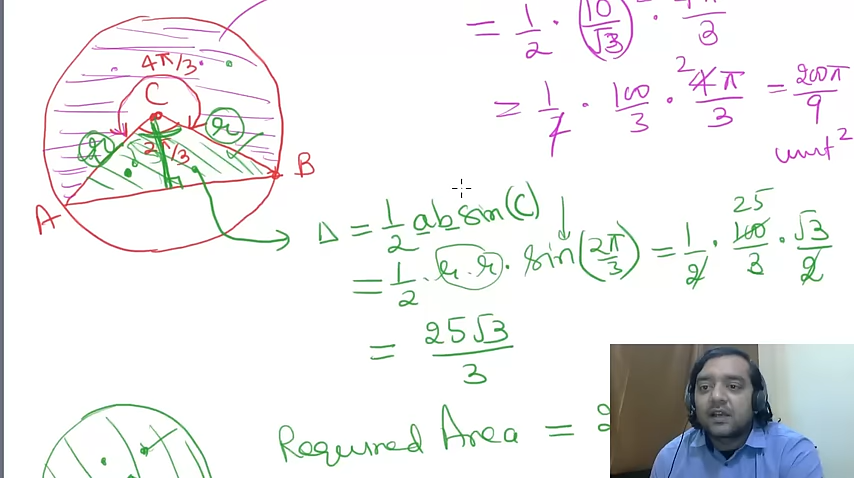 = 1/2 · (10/√3)² · 4π/3
= 1/2 · 100/3 · 2 4π/3 = 200π/9
unit²
4π/3
C
r
r
2π/3
A
B
Δ = 1/2 ab sin(C)
= 1/2 · r.r · sin(2π/3) = 1/2 · 25 100/3 · √3/2
= 25√3/3
Required Area =